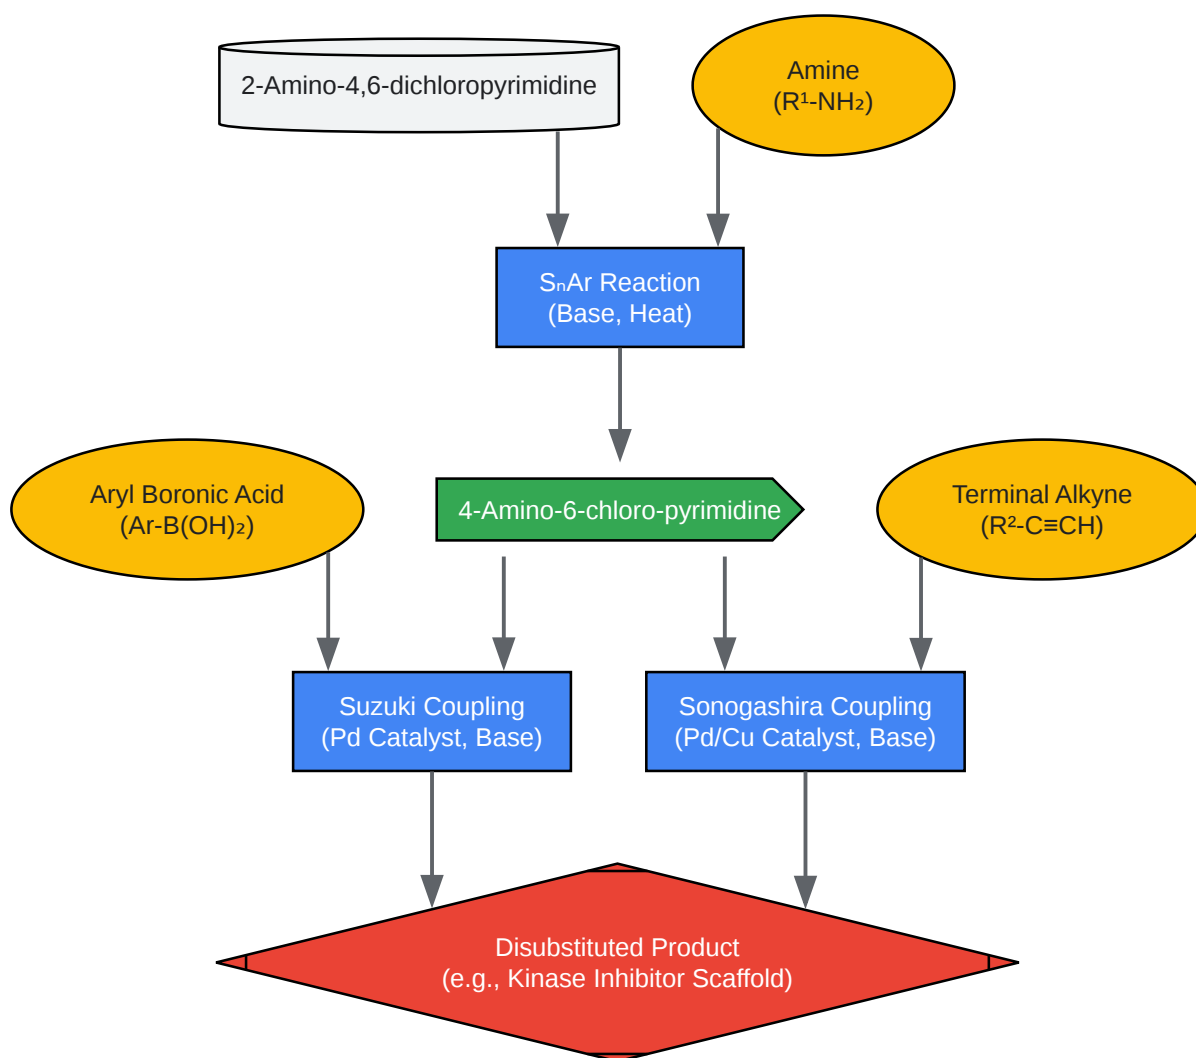 2-Amino-4,6-dichloropyrimidine
Amine
(R¹-NH₂)
SₙAr Reaction
(Base, Heat)
Aryl Boronic Acid
(Ar-B(OH)₂)
4-Amino-6-chloro-pyrimidine
Terminal Alkyne
(R²-C≡CH)
Suzuki Coupling
(Pd Catalyst, Base)
Sonogashira Coupling
(Pd/Cu Catalyst, Base)
Disubstituted Product
(e.g., Kinase Inhibitor Scaffold)